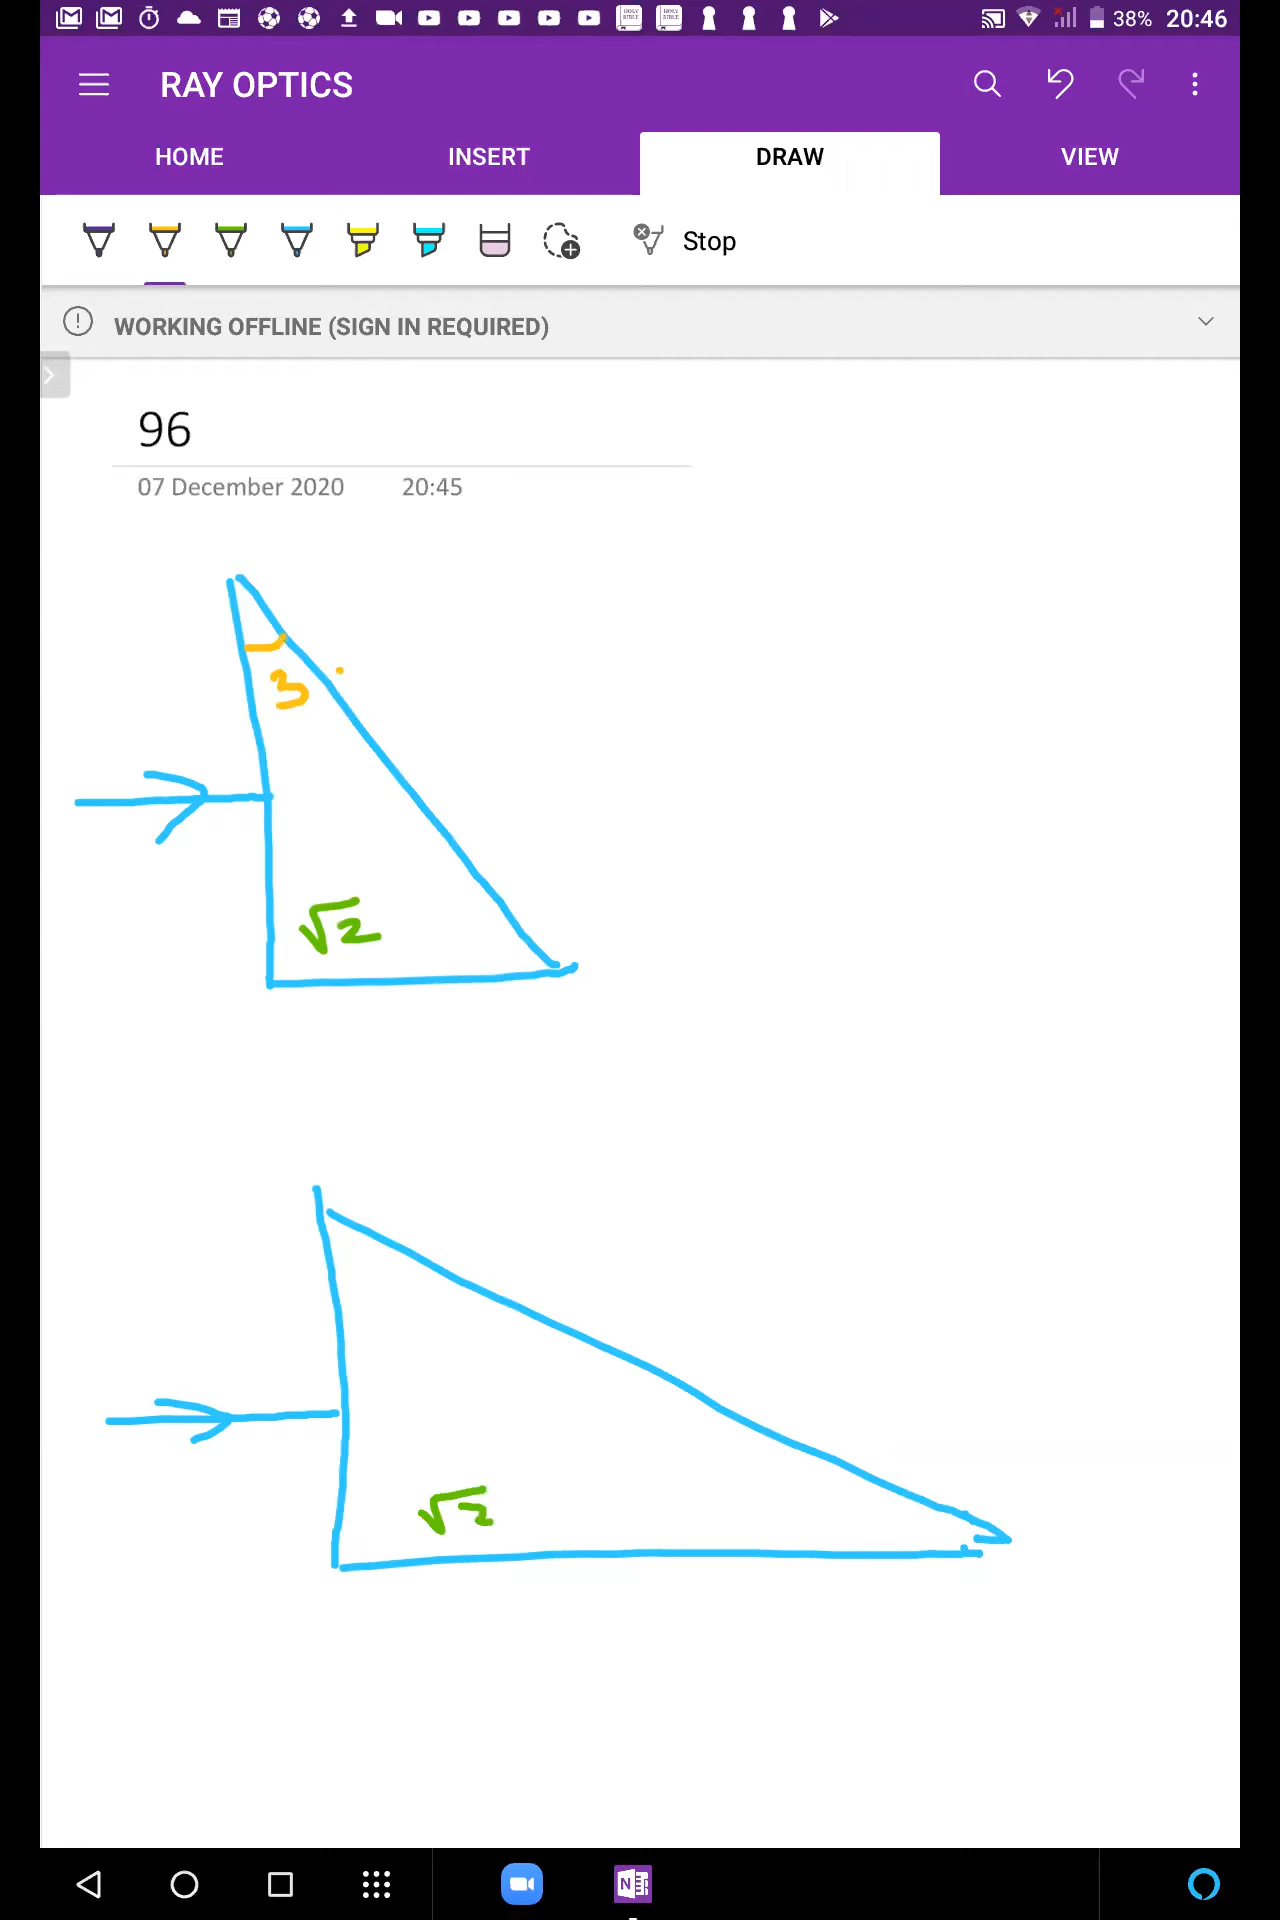 38% 20:46
RAY OPTICS
HOME INSERT DRAW VIEW
Stop
WORKING OFFLINE (SIGN IN REQUIRED)
96
07 December 2020 20:45
3
√2
√2